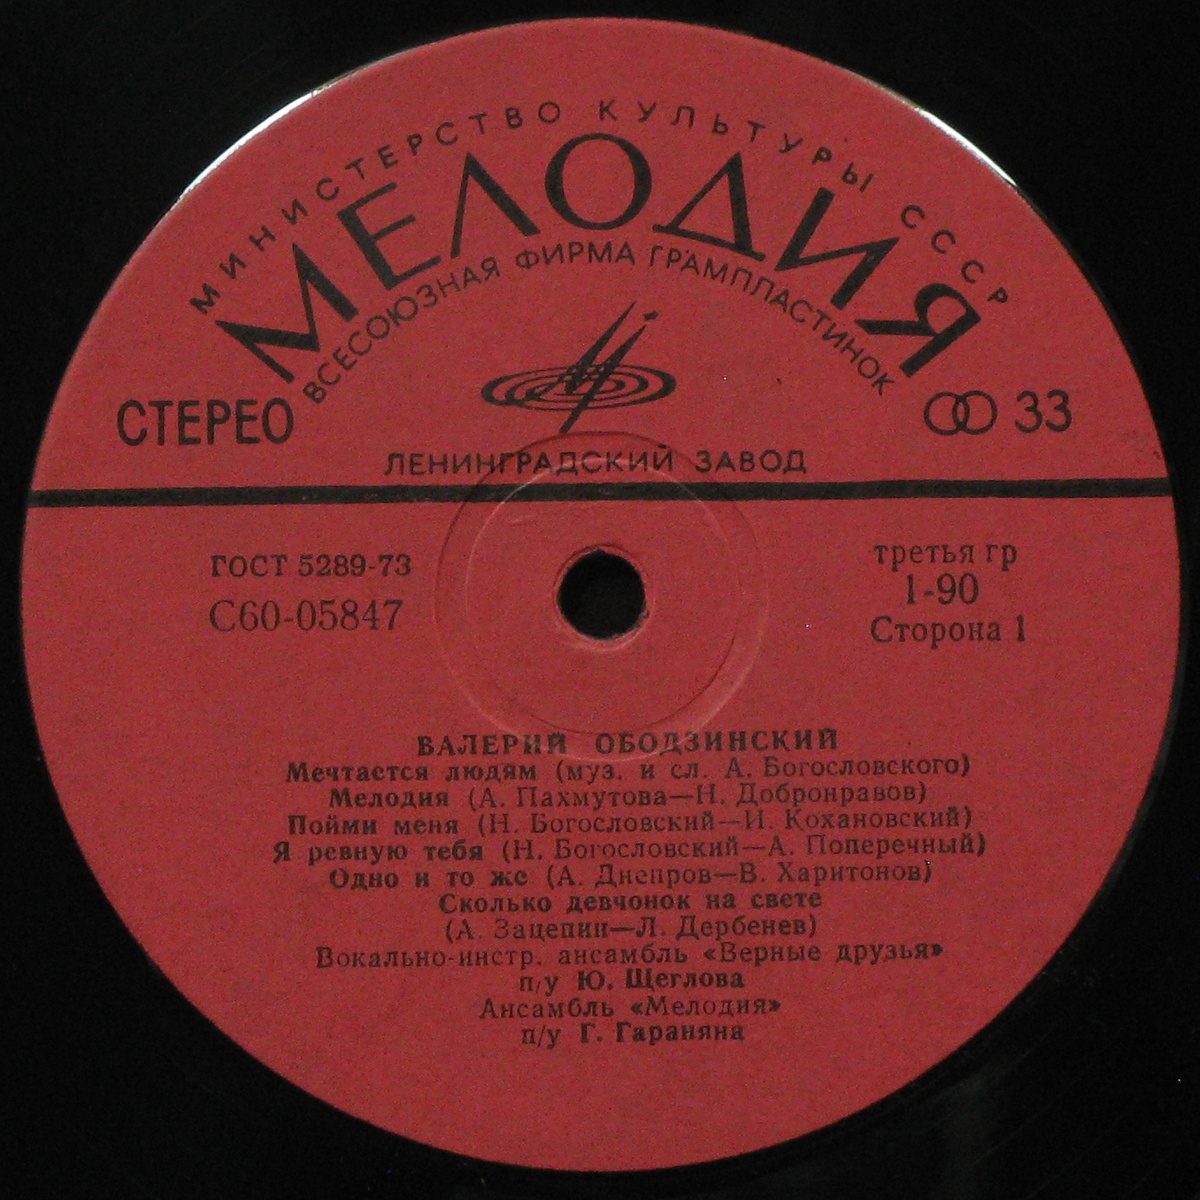 МИНИСТЕРСТВО КУЛЬТУРЫ СССР
МЕЛОДИЯ
ВСЕСОЮЗНАЯ ФИРМА ГРАМПЛАСТИНОК
СТЕРЕО
33
ЛЕНИНГРАДСКИЙ ЗАВОД
ГОСТ 5289-73
С60-05847
третья гр
1-90
Сторона 1
ВАЛЕРИЙ ОБОДЗИНСКИЙ
Мечтается людям (муз. и сл. А. Богословского)
Мелодия (А. Пахмутова—Н. Добронравов)
Пойми меня (Н. Богословский—И. Кохановский)
Я ревную тебя (Н. Богословский—А. Поперечный)
Одно и то же (А. Днепров—В. Харитонов)
Сколько девчонок на свете
(А. Зацепин—Л. Дербенев)
Вокально-инстр. ансамбль «Верные друзья»
п/у Ю. Щеглова
Ансамбль «Мелодия»
п/у Г. Гараняна